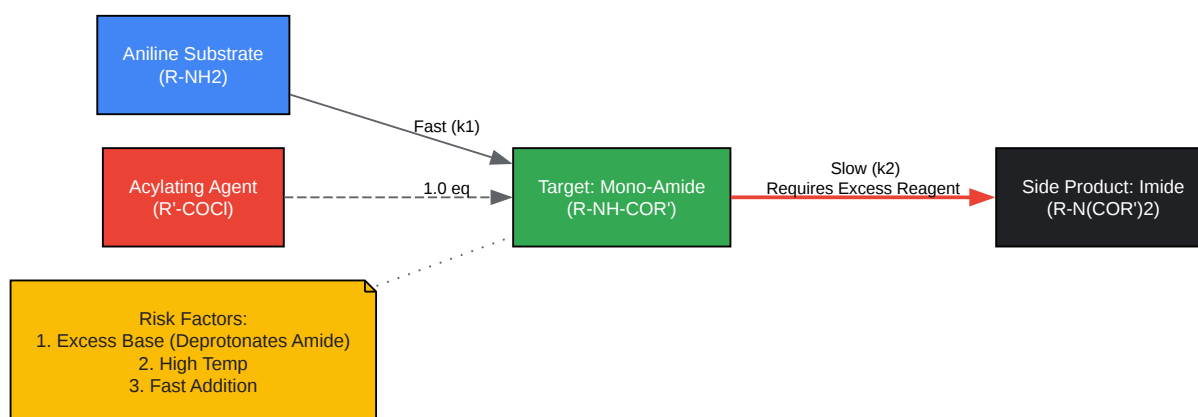 Aniline Substrate
(R-NH2)
Fast (k1)
Acylating Agent
(R'-COCl)
1.0 eq
Target: Mono-Amide
(R-NH-COR')
Slow (k2)
Requires Excess Reagent
Side Product: Imide
(R-N(COR')2)
Risk Factors:
1. Excess Base (Deprotonates Amide)
2. High Temp
3. Fast Addition